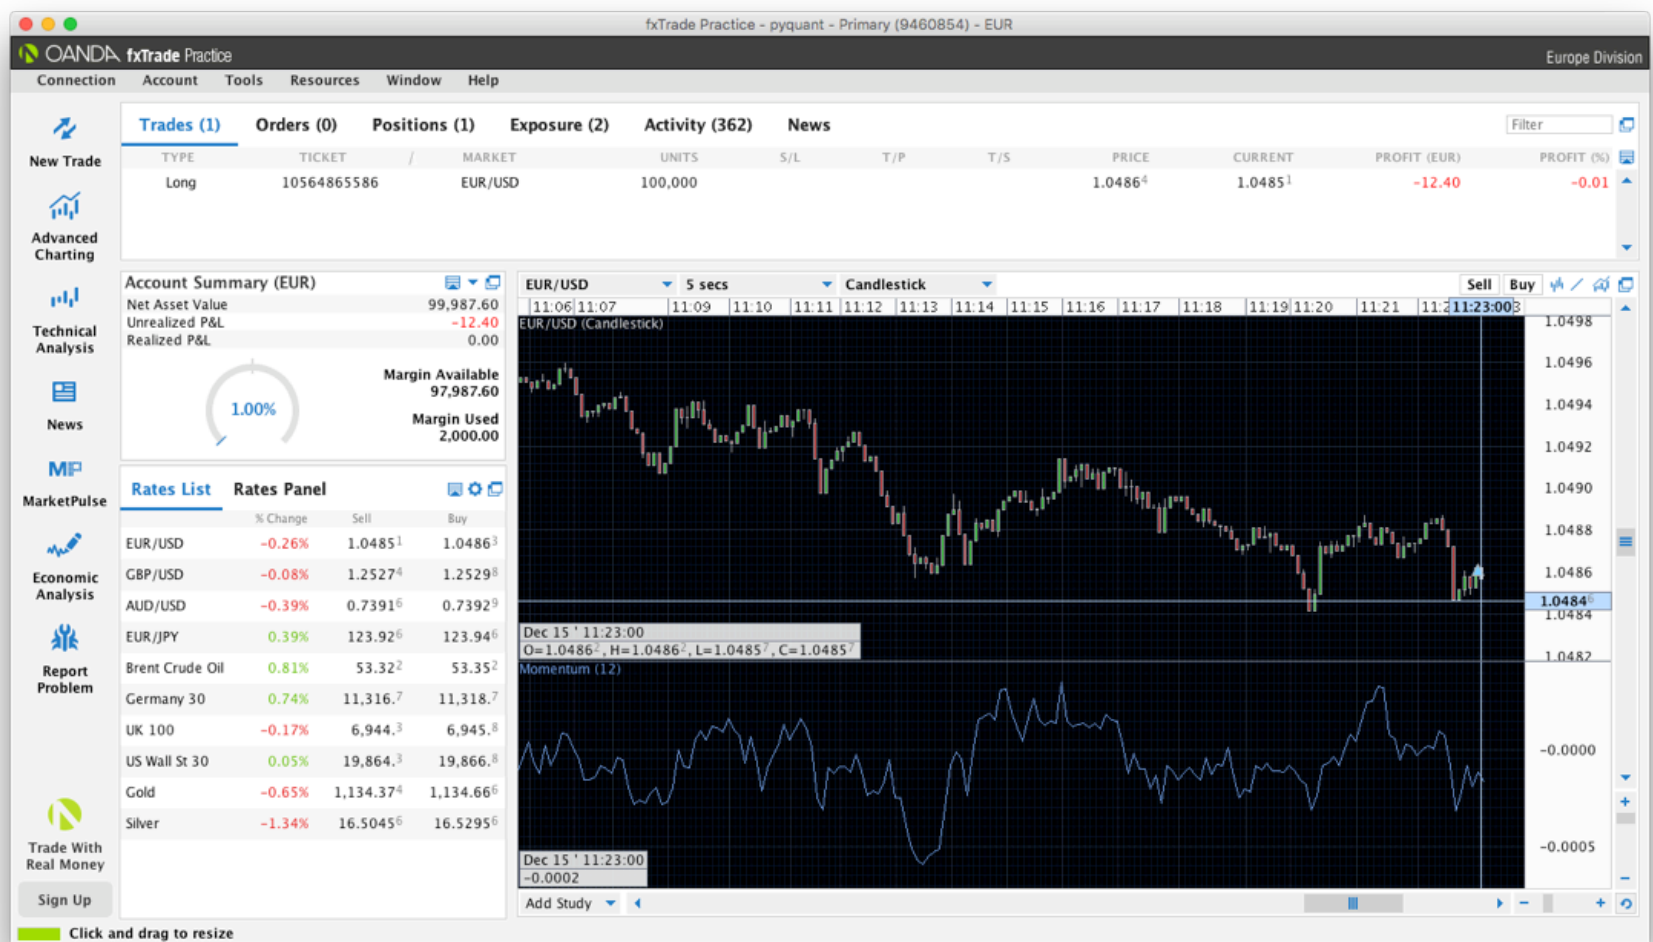 fxTrade Practice - pyquant - Primary (9460854) - EUR
OANDA fxTrade Practice
Europe Division
Connection Account Tools Resources Window Help
New Trade
Advanced
Charting
Technical
Analysis
News
MP
MarketPulse
Economic
Analysis
Report
Problem
Trade With
Real Money
Sign Up
Trades (1) Orders (0) Positions (1) Exposure (2) Activity (362) News Filter
TYPE TICKET / MARKET UNITS S/L T/P T/S PRICE CURRENT PROFIT (EUR) PROFIT (%)
Long 10564865586 EUR/USD 100,000 1.0486⁴ 1.0485¹ -12.40 -0.01
Account Summary (EUR)
Net Asset Value 99,987.60
Unrealized P&L -12.40
Realized P&L 0.00
1.00%
Margin Available
97,987.60
Margin Used
2,000.00
Rates List Rates Panel
% Change Sell Buy
EUR/USD -0.26% 1.0485¹ 1.0486³
GBP/USD -0.08% 1.2527⁴ 1.2529⁸
AUD/USD -0.39% 0.7391⁶ 0.7392⁹
EUR/JPY 0.39% 123.92⁶ 123.94⁶
Brent Crude Oil 0.81% 53.32² 53.35²
Germany 30 0.74% 11,316.⁷ 11,318.⁷
UK 100 -0.17% 6,944.³ 6,945.⁸
US Wall St 30 0.05% 19,864.³ 19,866.⁸
Gold -0.65% 1,134.37⁴ 1,134.66⁶
Silver -1.34% 16.5045⁶ 16.5295⁶
EUR/USD 5 secs Candlestick Sell Buy
11:06 11:07 11:09 11:10 11:11 11:12 11:13 11:14 11:15 11:16 11:17 11:18 11:19 11:20 11:21 11:2 11:23:00 3
EUR/USD (Candlestick)
1.0498
1.0496
1.0494
1.0492
1.0490
1.0488
1.0486
1.0484⁶
1.0484
1.0482
Dec 15 ' 11:23:00
O=1.0486², H=1.0486², L=1.0485⁷, C=1.0485⁷
Momentum (12)
-0.0000
-0.0005
Dec 15 ' 11:23:00
-0.0002
Add Study
Click and drag to resize